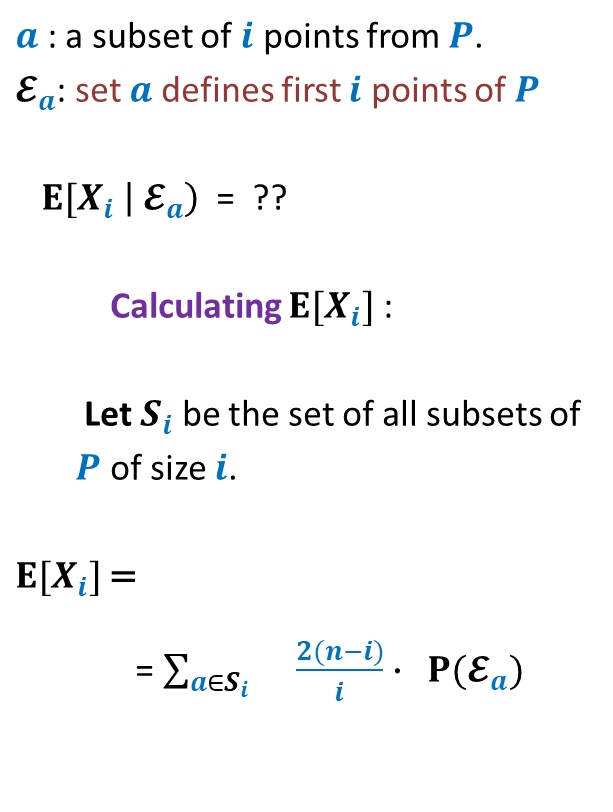 a : a subset of i points from P.
ℰₐ: set a defines first i points of P
E[Xᵢ | ℰₐ) = ??
Calculating E[Xᵢ] :
Let Sᵢ be the set of all subsets of
P of size i.
E[Xᵢ] =
= ∑_{a∈Sᵢ} 2(n−i)/i · P(ℰₐ)